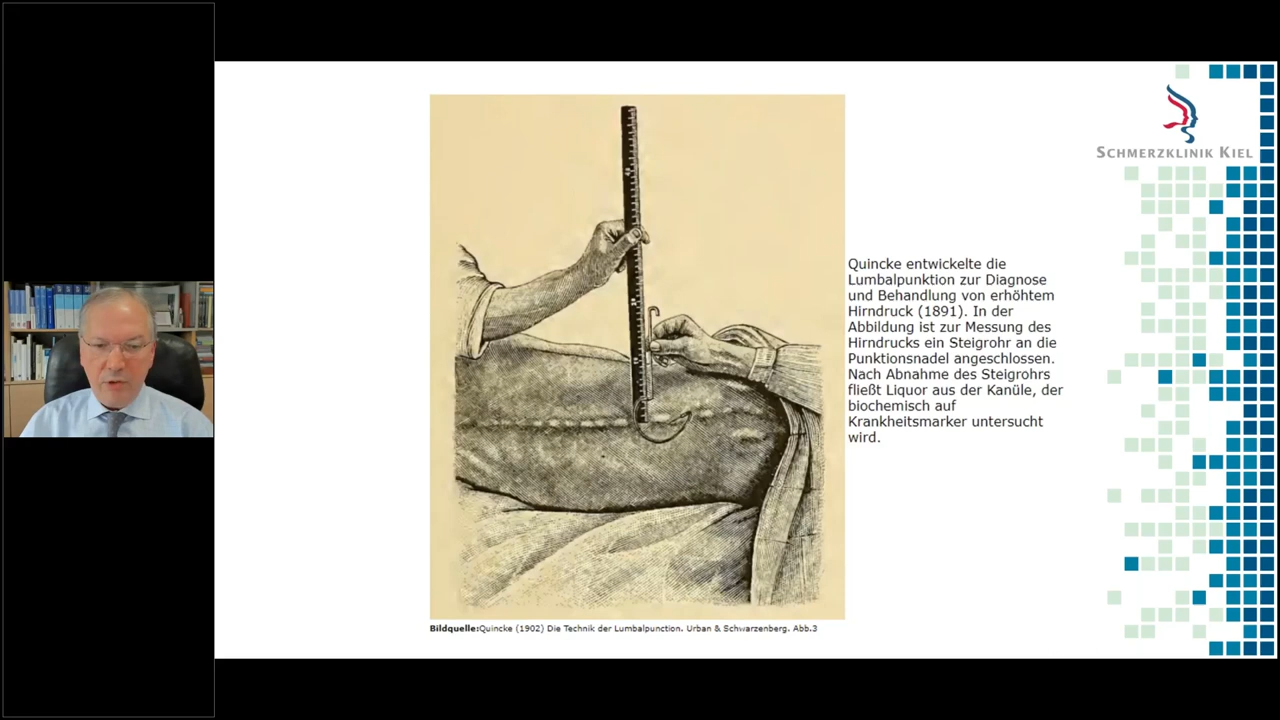 SCHMERZKLINIK KIEL
Quincke entwickelte die
Lumbalpunktion zur Diagnose
und Behandlung von erhöhtem
Hirndruck (1891). In der
Abbildung ist zur Messung des
Hirndrucks ein Steigrohr an die
Punktionsnadel angeschlossen.
Nach Abnahme des Steigrohrs
fließt Liquor aus der Kanüle, der
biochemisch auf
Krankheitsmarker untersucht
wird.
Bildquelle:Quincke (1902) Die Technik der Lumbalpunction. Urban & Schwarzenberg. Abb.3